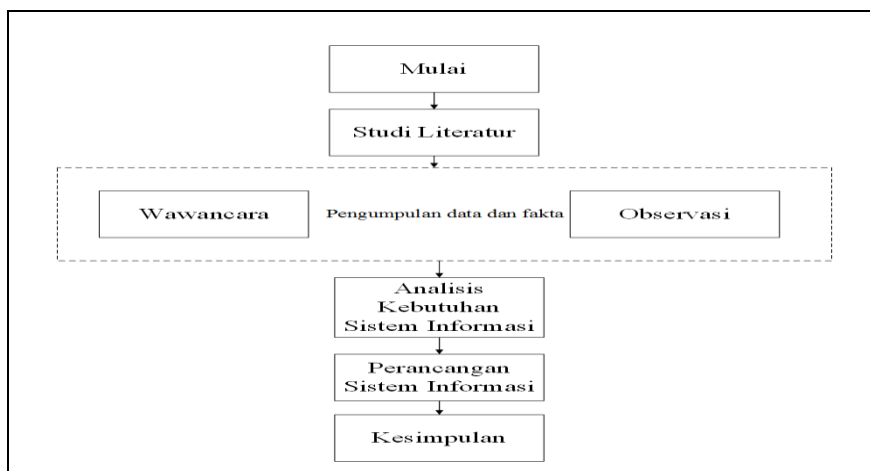 Mulai
Studi Literatur
Wawancara
Pengumpulan data dan fakta
Observasi
Analisis
Kebutuhan
Sistem Informasi
Perancangan
Sistem Informasi
Kesimpulan